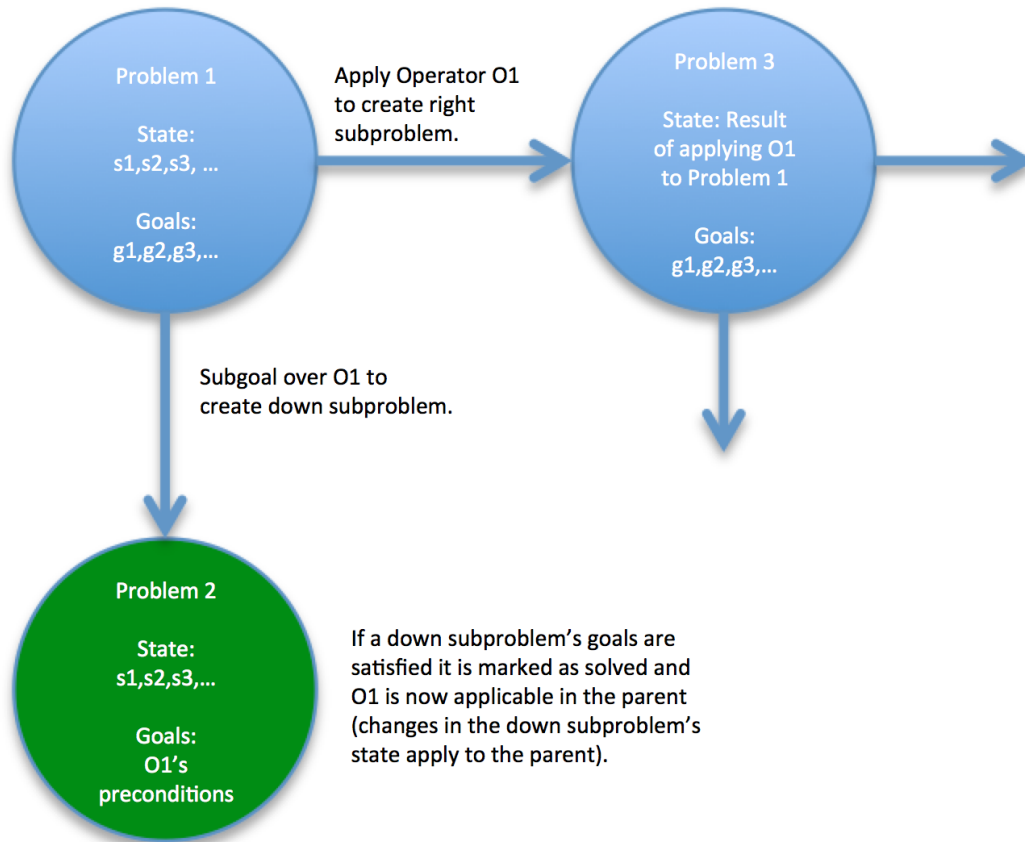 Problem 1
State:
s1,s2,s3, ...
Goals:
g1,g2,g3,...
Apply Operator O1
to create right
subproblem.
Problem 3
State: Result
of applying O1
to Problem 1
Goals:
g1,g2,g3,...
Subgoal over O1 to
create down subproblem.
Problem 2
State:
s1,s2,s3,...
Goals:
O1’s
preconditions
If a down subproblem’s goals are
satisfied it is marked as solved and
O1 is now applicable in the parent
(changes in the down subproblem’s
state apply to the parent).